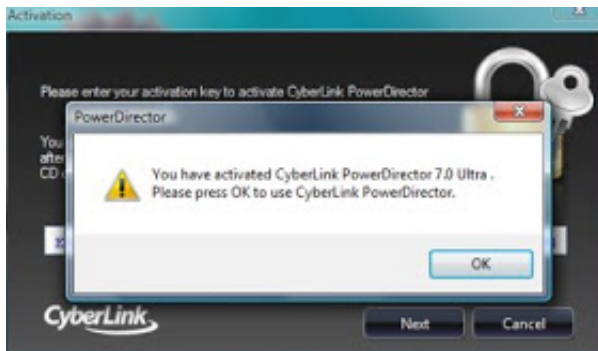 Activation
Please enter your activation key to activate CyberLink PowerDirector
PowerDirector
You
after
CD
You have activated CyberLink PowerDirector 7.0 Ultra .
Please press OK to use CyberLink PowerDirector.
OK
CyberLink
Next
Cancel